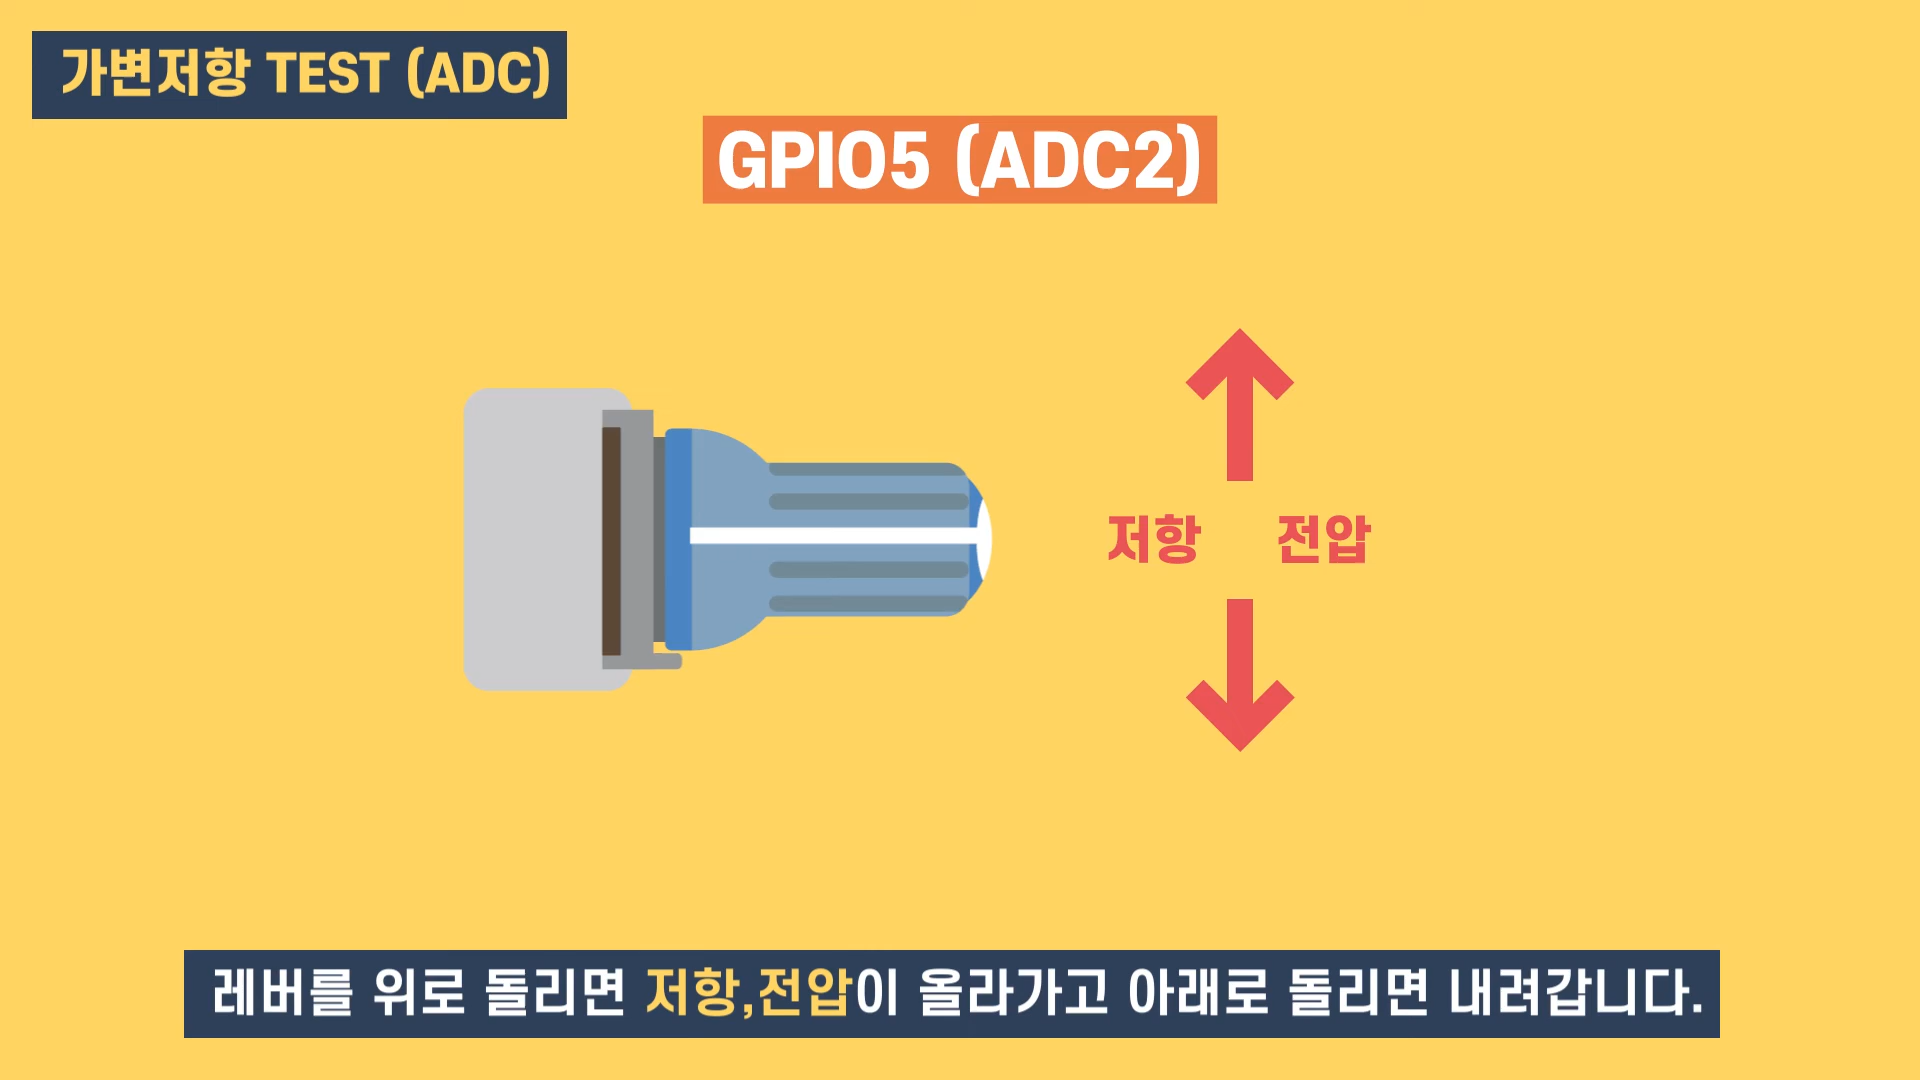 가변저항 TEST (ADC)
GPIO5 (ADC2)
저항 전압
레버를 위로 돌리면 저항,전압이 올라가고 아래로 돌리면 내려갑니다.